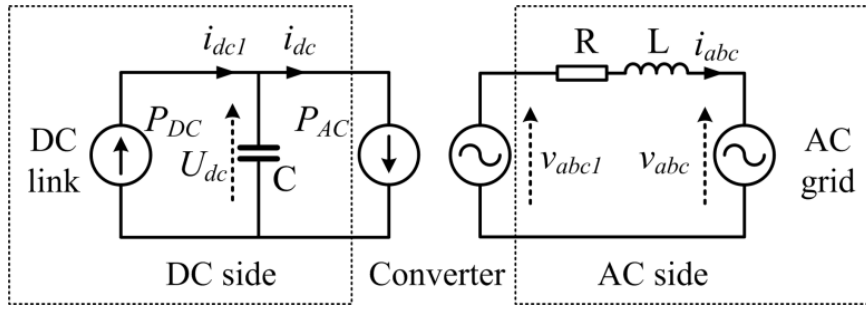 i_dc1 i_dc R L i_abc
DC link P_DC U_dc C P_AC v_abc1 v_abc AC grid
DC side Converter AC side